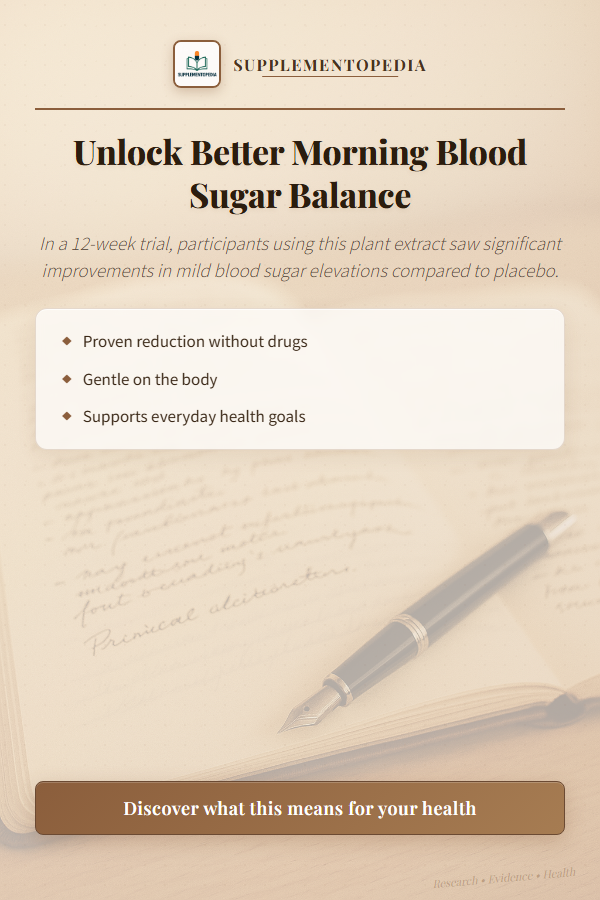 SUPPLEMENTOPEDIA
SUPPLEMENTOPEDIA
Unlock Better Morning Blood
Sugar Balance
In a 12-week trial, participants using this plant extract saw significant
improvements in mild blood sugar elevations compared to placebo.
Proven reduction without drugs
Gentle on the body
Supports everyday health goals
Discover what this means for your health
Research • Evidence • Health